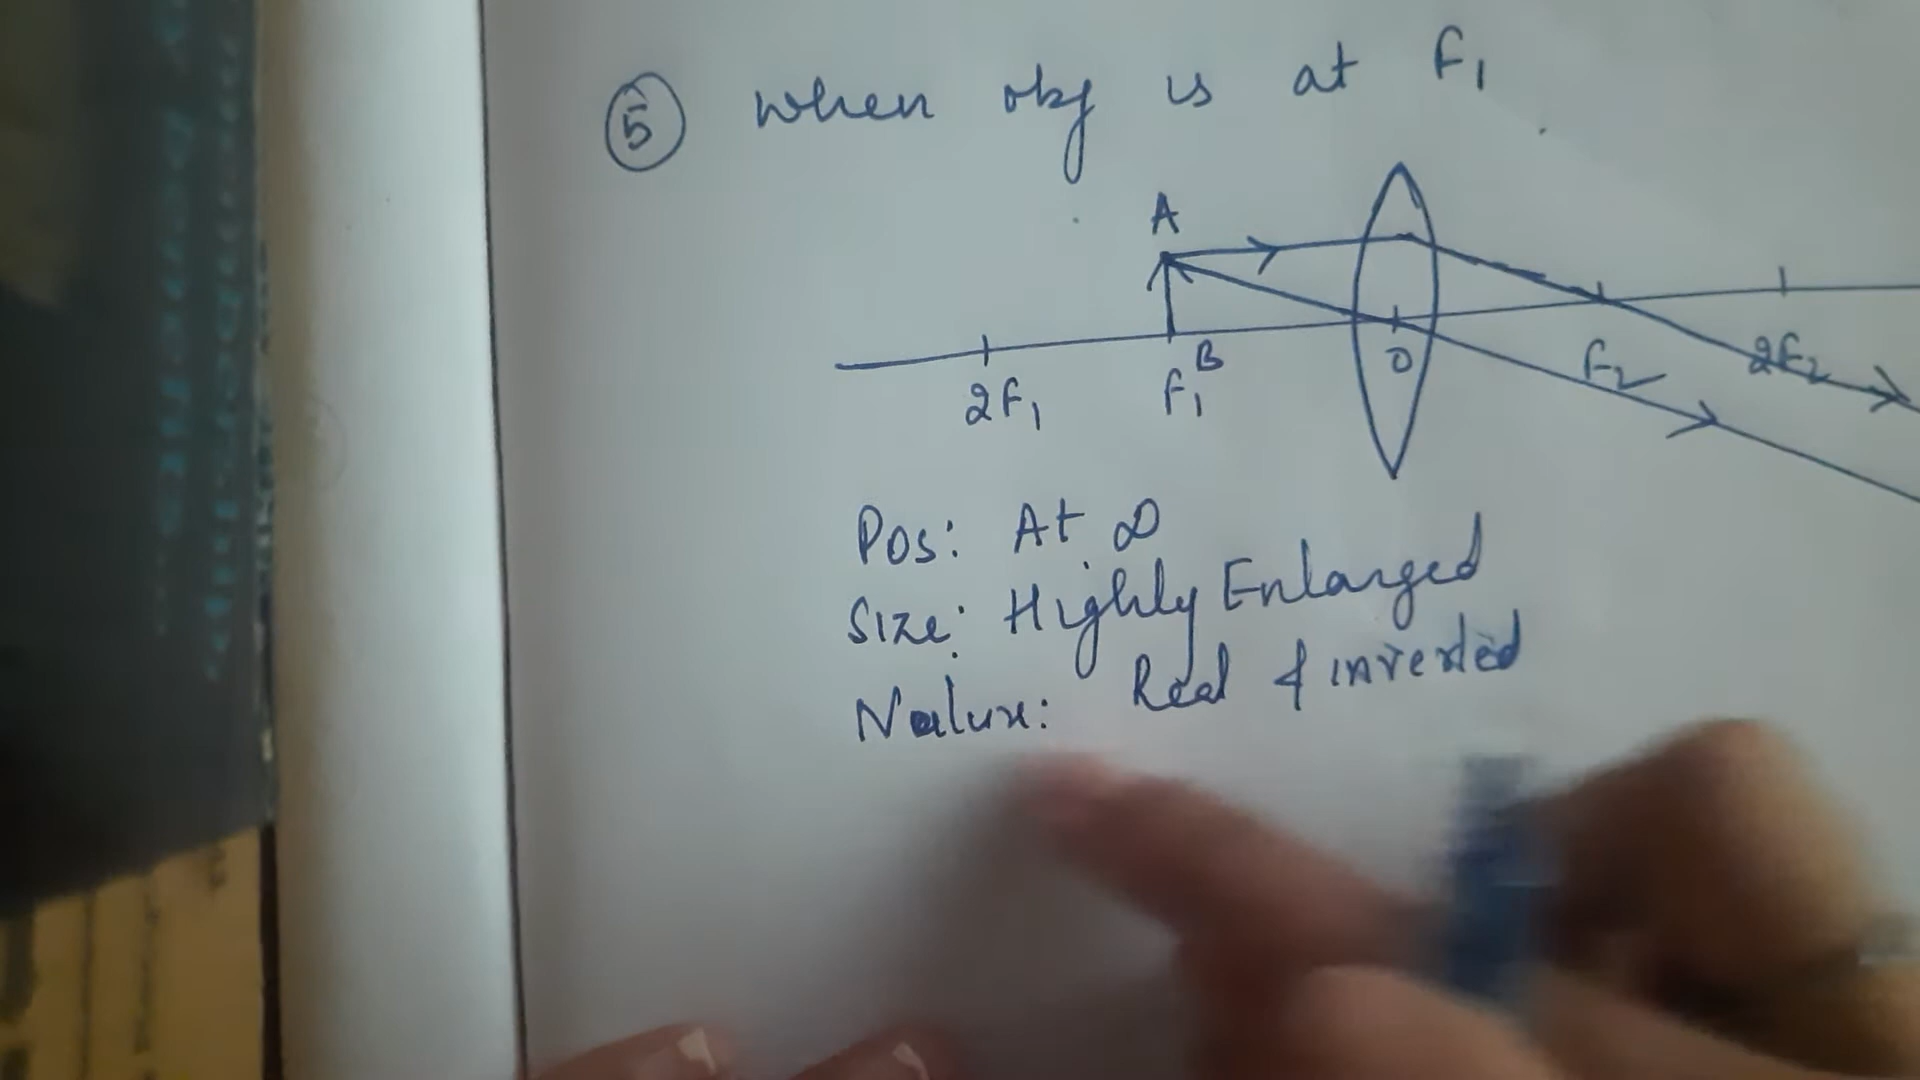 5 When obj is at F1
A
B
O
2F1 F1 F2 2F2
Pos: At ∞
Size: Highly Enlarged
Nature: Real & inverted